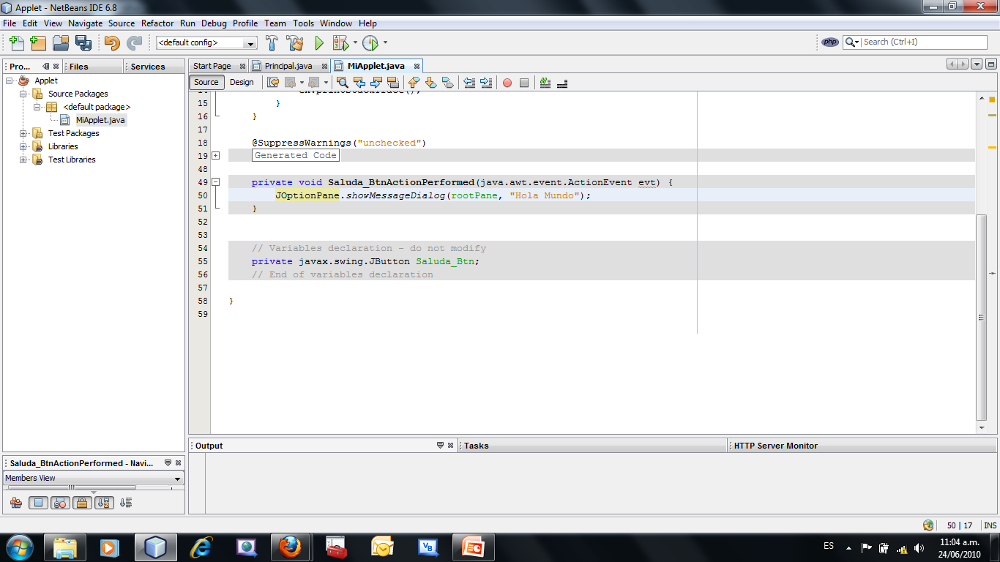 Applet - NetBeans IDE 6.8
File Edit View Navigate Source Refactor Run Debug Profile Team Tools Window Help
<default config>
php
Search (Ctrl+I)
Pro... Files Services
Applet
Source Packages
<default package>
MiApplet.java
Test Packages
Libraries
Test Libraries
Start Page Principal.java MiApplet.java
Source Design
15 }
16 }
17
18 @SuppressWarnings("unchecked")
19 Generated Code
48
49 private void Saluda_BtnActionPerformed(java.awt.event.ActionEvent evt) {
50 JOptionPane.showMessageDialog(rootPane, "Hola Mundo");
51 }
52
53
54 // Variables declaration - do not modify
55 private javax.swing.JButton Saluda_Btn;
56 // End of variables declaration
57
58 }
59
Output
Tasks
HTTP Server Monitor
Saluda_BtnActionPerformed - Navi...
Members View
50 | 17 INS
VB
ES
11:04 a.m.
24/06/2010